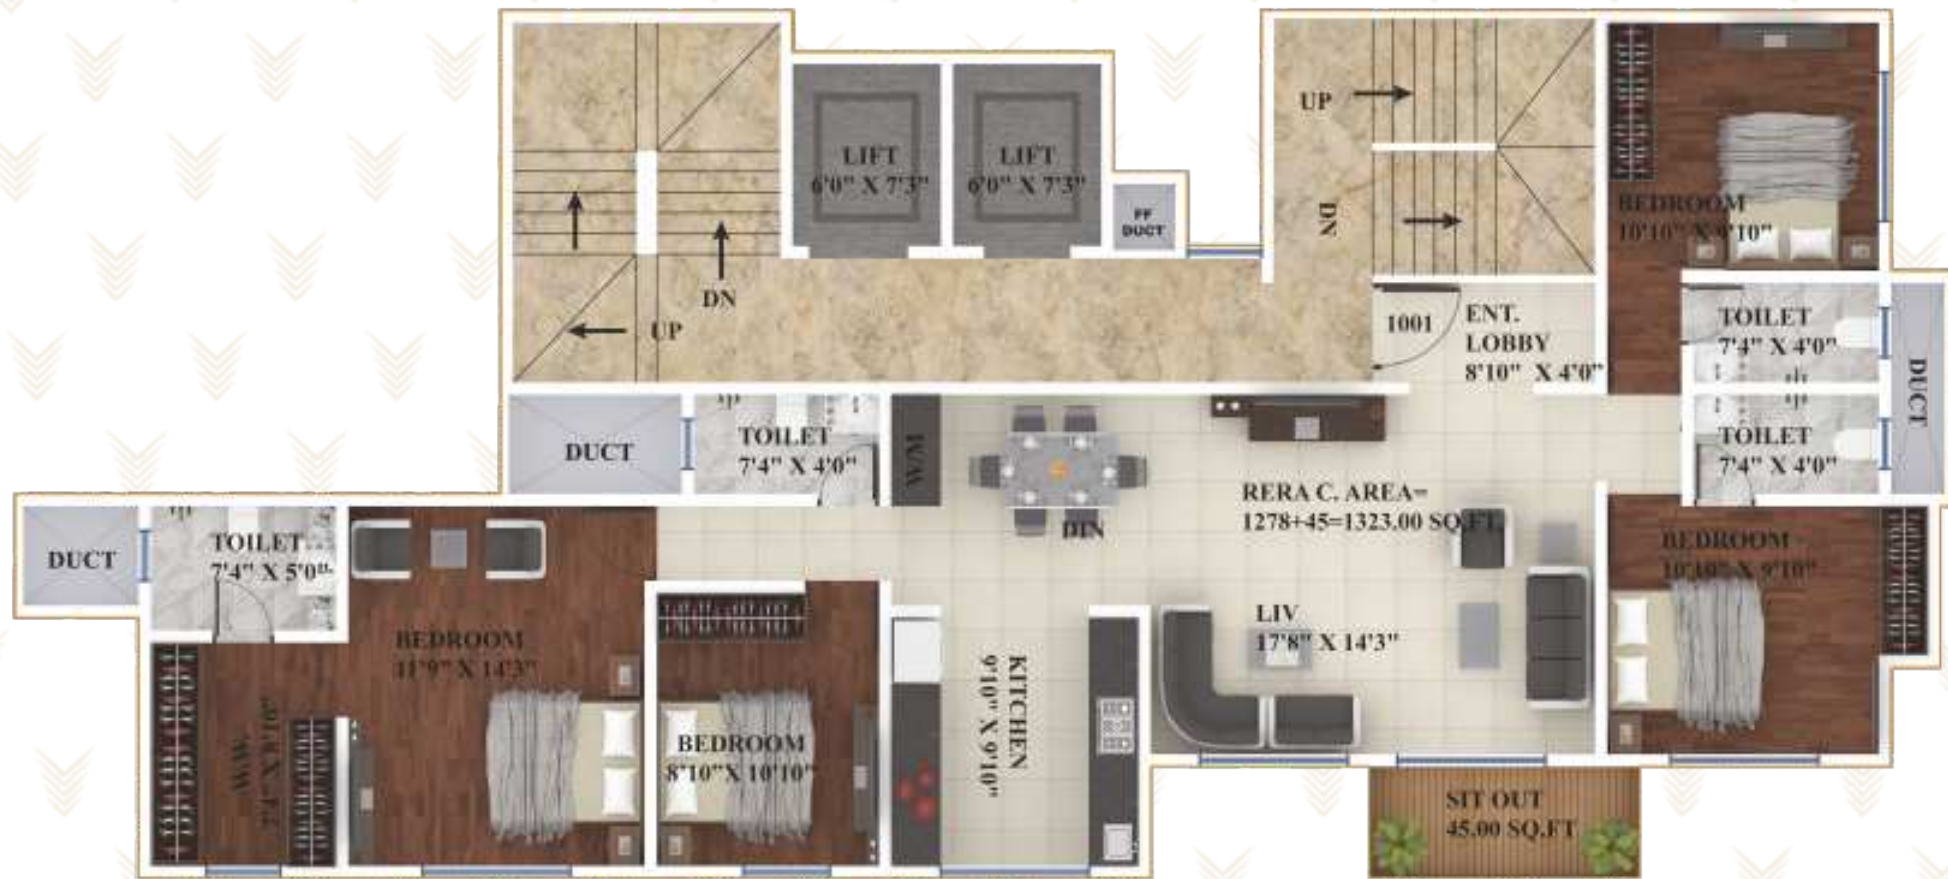 UP
LIFT
6'0" X 7'3"
LIFT
6'0" X 7'3"
FF
DUCT
DN
BEDROOM
10'10" X 9'10"
DN
UP
1001
ENT.
LOBBY
8'10" X 4'0"
TOILET
7'4" X 4'0"
DUCT
DUCT
TOILET
7'4" X 4'0"
W/M
TOILET
7'4" X 4'0"
RERA C. AREA=
1278+45=1323.00 SQ.FT.
DIN
DUCT
TOILET
7'4" X 5'0"
BEDROOM
10'10" X 9'10"
LIV
17'8" X 14'3"
BEDROOM
11'9" X 14'3"
KITCHEN
9'10" X 9'10"
BEDROOM
8'10" X 10'10"
SIT OUT
45.00 SQ.FT